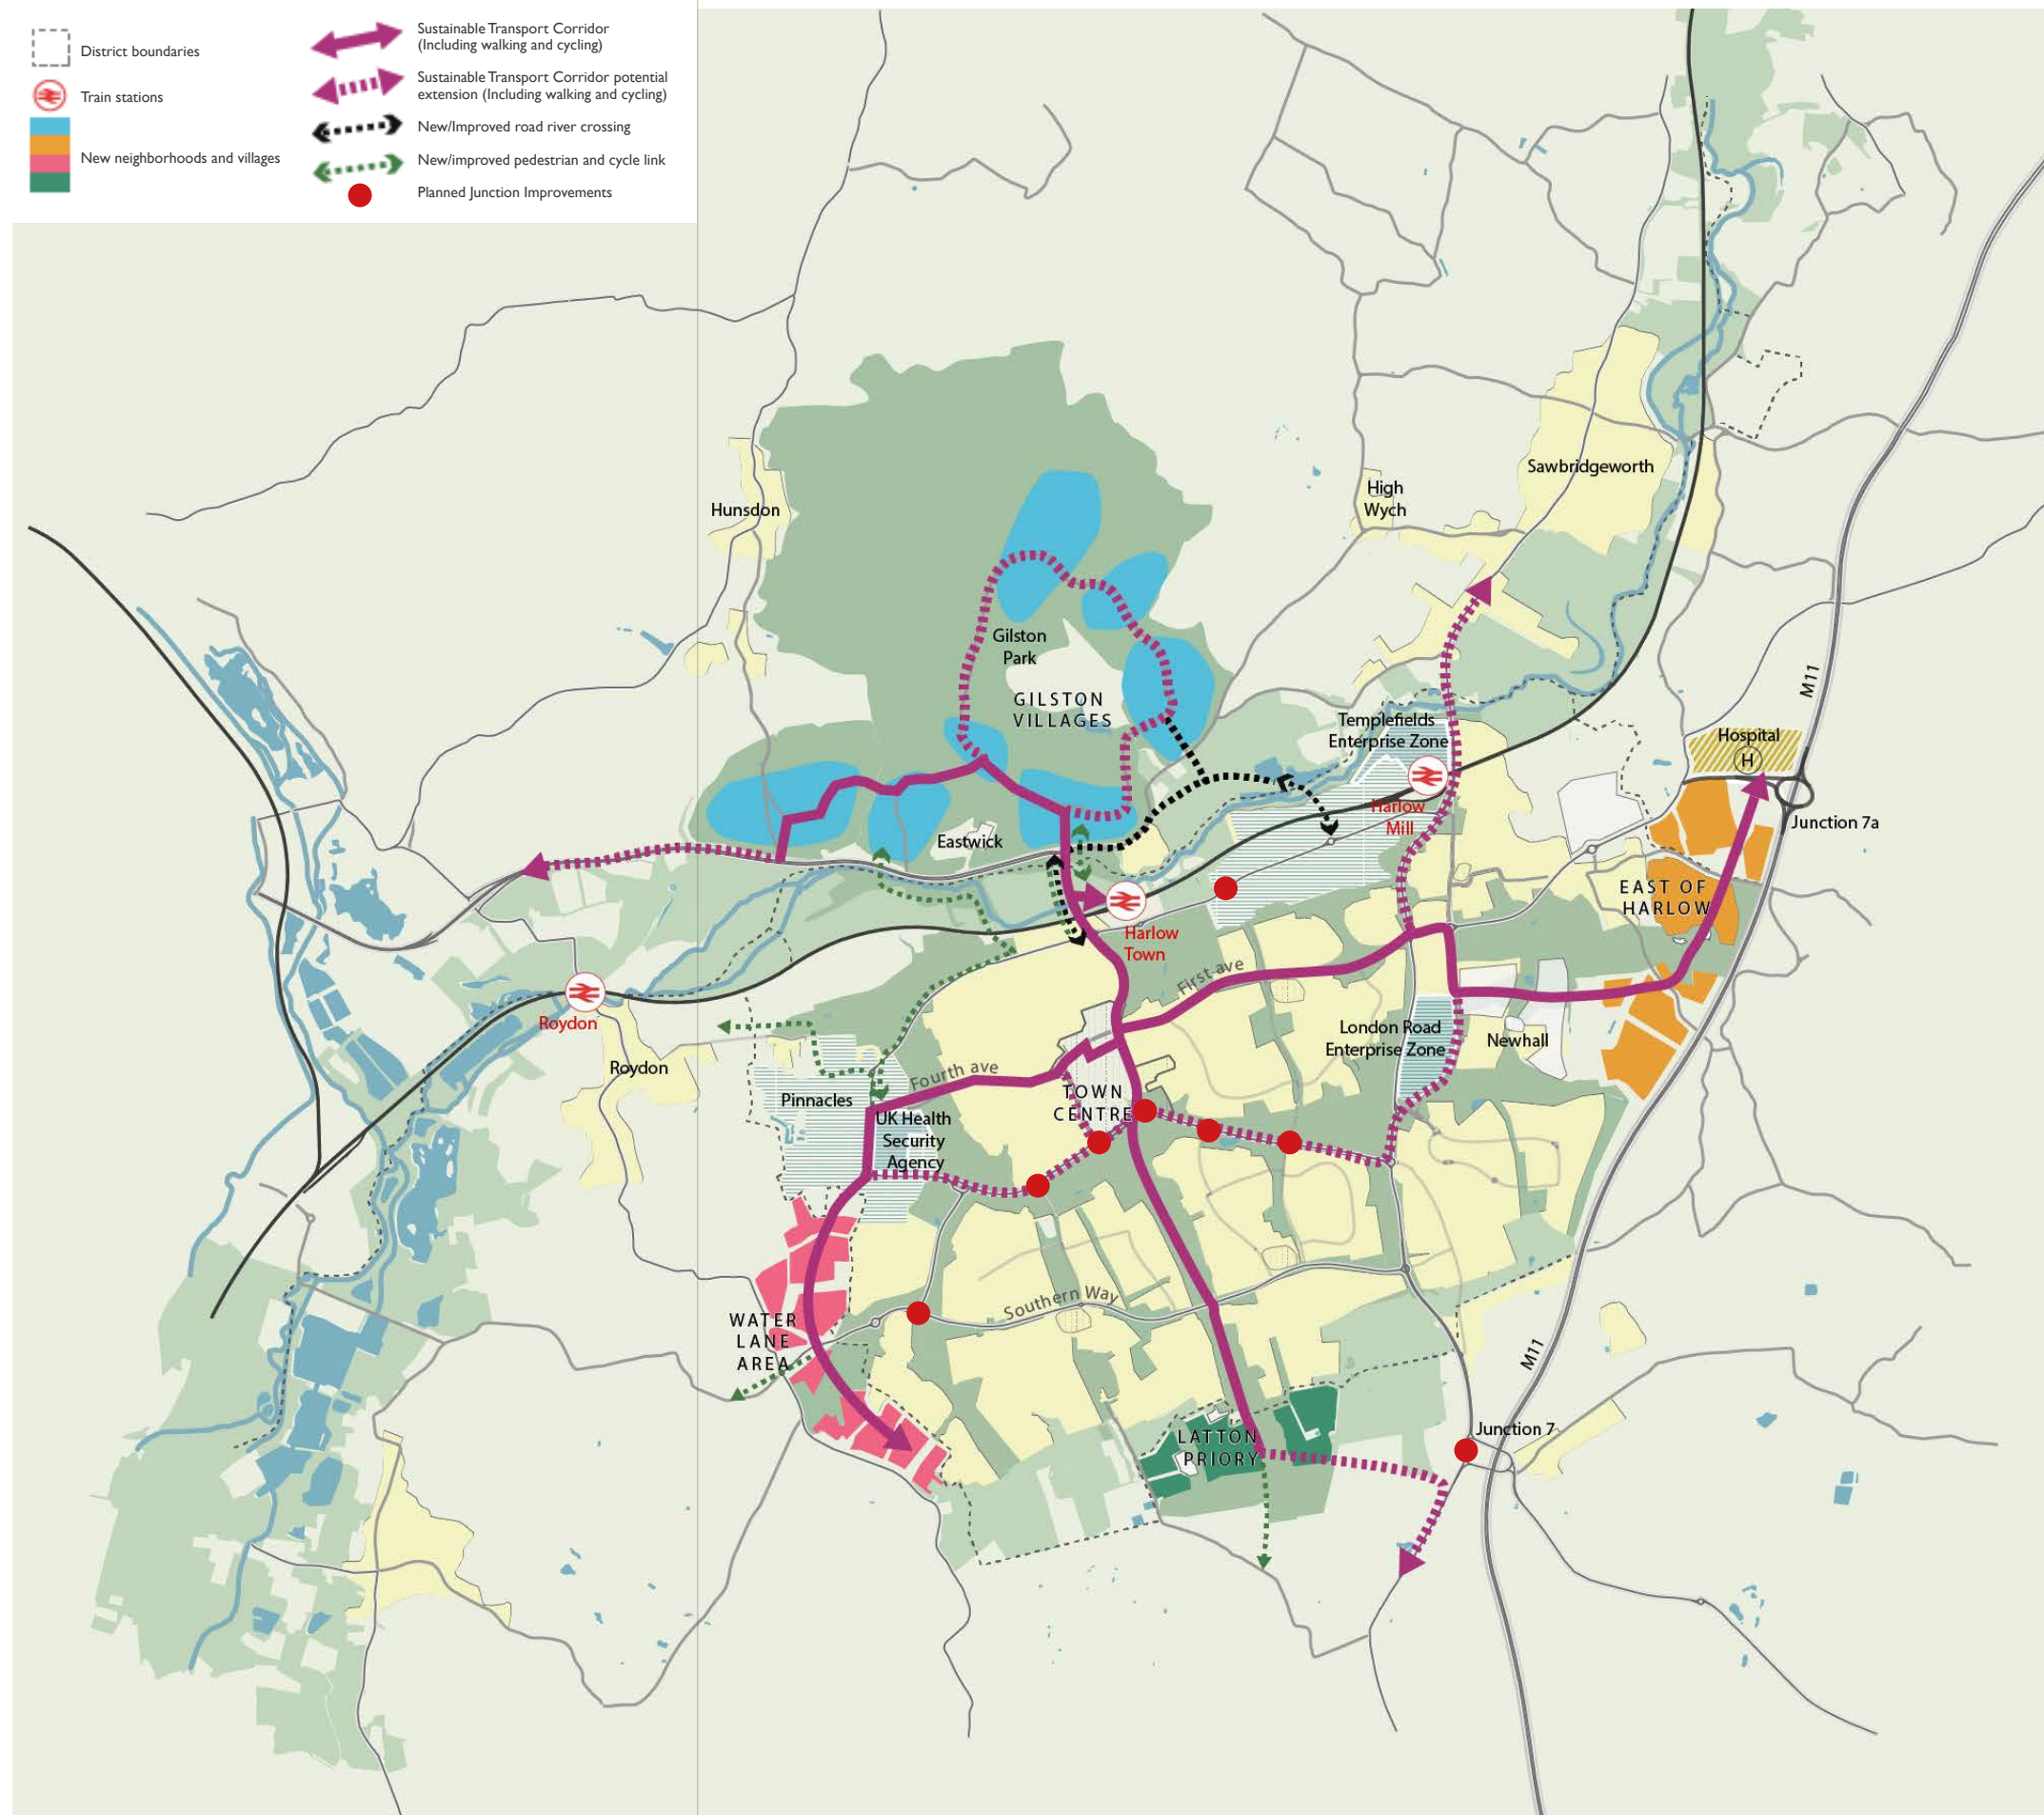 District boundaries
Train stations
New neighborhoods and villages
Sustainable Transport Corridor
(Including walking and cycling)
Sustainable Transport Corridor potential
extension (Including walking and cycling)
New/Improved road river crossing
New/improved pedestrian and cycle link
Planned Junction Improvements
Sawbridgeworth
High
Wych
Hunsdon
Gilston
Park
GILSTON
VILLAGES
M11
Templefields
Enterprise Zone
Hospital
H
Harlow
Mill
Junction 7a
Eastwick
EAST OF
HARLOW
Harlow
Town
First ave
Roydon
London Road
Enterprise Zone
Newhall
Roydon
Fourth ave
Pinnacles
TOWN
CENTRE
UK Health
Security
Agency
Southern Way
WATER
LANE
AREA
M11
LATTON
PRIORY
Junction 7